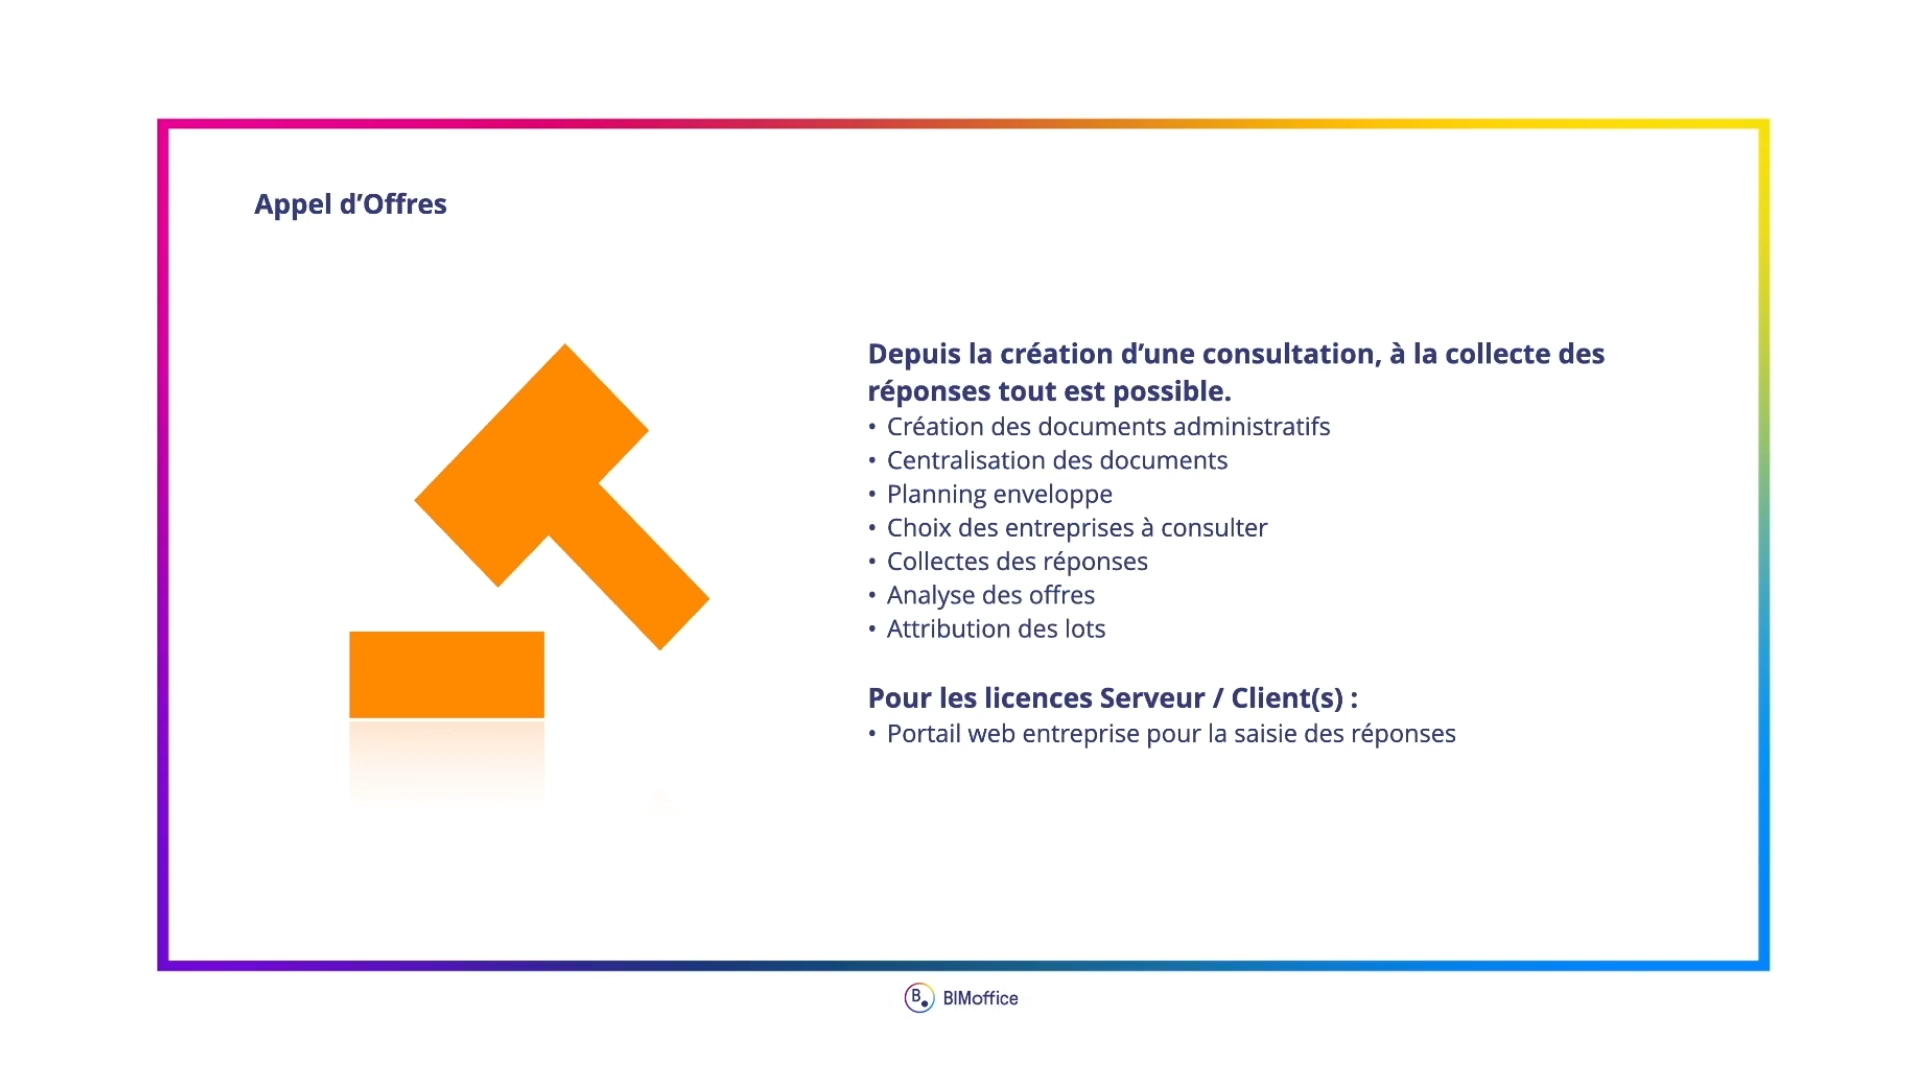 Appel d’Offres
Depuis la création d’une consultation, à la collecte des
réponses tout est possible.
• Création des documents administratifs
• Centralisation des documents
• Planning enveloppe
• Choix des entreprises à consulter
• Collectes des réponses
• Analyse des offres
• Attribution des lots
Pour les licences Serveur / Client(s) :
• Portail web entreprise pour la saisie des réponses
B. BIMoffice